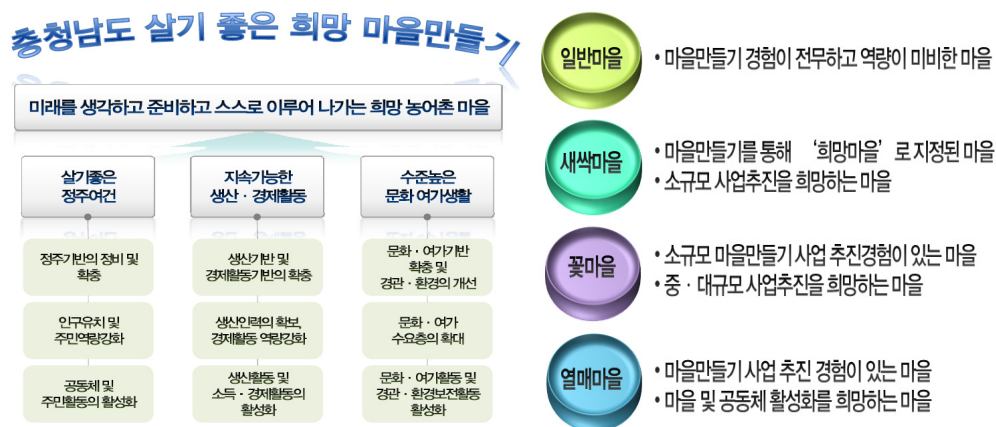 충청남도 살기 좋은 희망 마을만들기
미래를 생각하고 준비하고 스스로 이루어 나가는 희망 농어촌 마을
살기좋은
정주여건
정주기반의 정비 및
확충
인구유치 및
주민역량강화
공동체 및
주민활동의 활성화
지속가능한
생산 · 경제활동
생산기반 및
경제활동기반의 확충
생산인력의 확보,
경제활동 역량강화
생산활동 및
소득 · 경제활동의
활성화
수준높은
문화 여가생활
문화 · 여가기반
확충 및
경관 · 환경의 개선
문화 · 여가
수요층의 확대
문화 · 여가활동 및
경관 · 환경보전활동
활성화
일반마을
• 마을만들기 경험이 전무하고 역량이 미비한 마을
새싹마을
• 마을만들기를 통해 ‘희망마을’ 로 지정된 마을
• 소규모 사업추진을 희망하는 마을
꽃마을
• 소규모 마을만들기 사업 추진경험이 있는 마을
• 중 · 대규모 사업추진을 희망하는 마을
열매마을
• 마을만들기 사업 추진 경험이 있는 마을
• 마을 및 공동체 활성화를 희망하는 마을